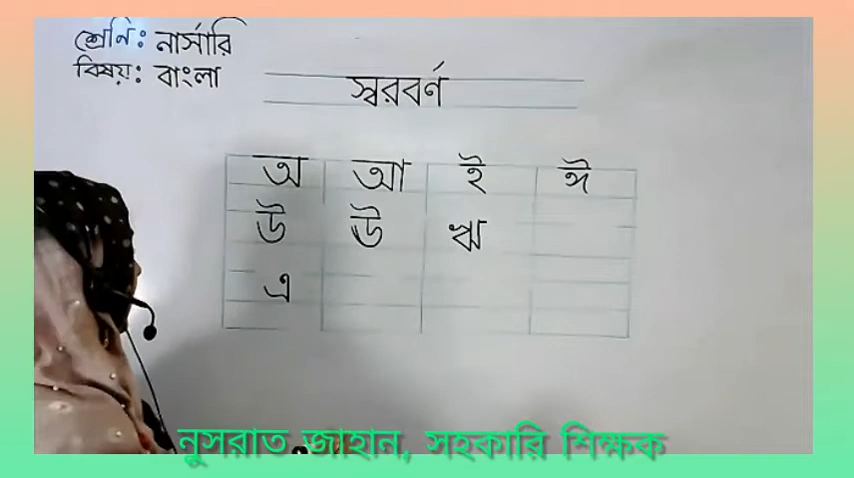 শ্রেণি: নার্সারি
বিষয়: বাংলা
স্বরবর্ণ
অ আ ই ঈ
উ ঊ ঋ
এ
নুসরাত জাহান, সহকারি শিক্ষক